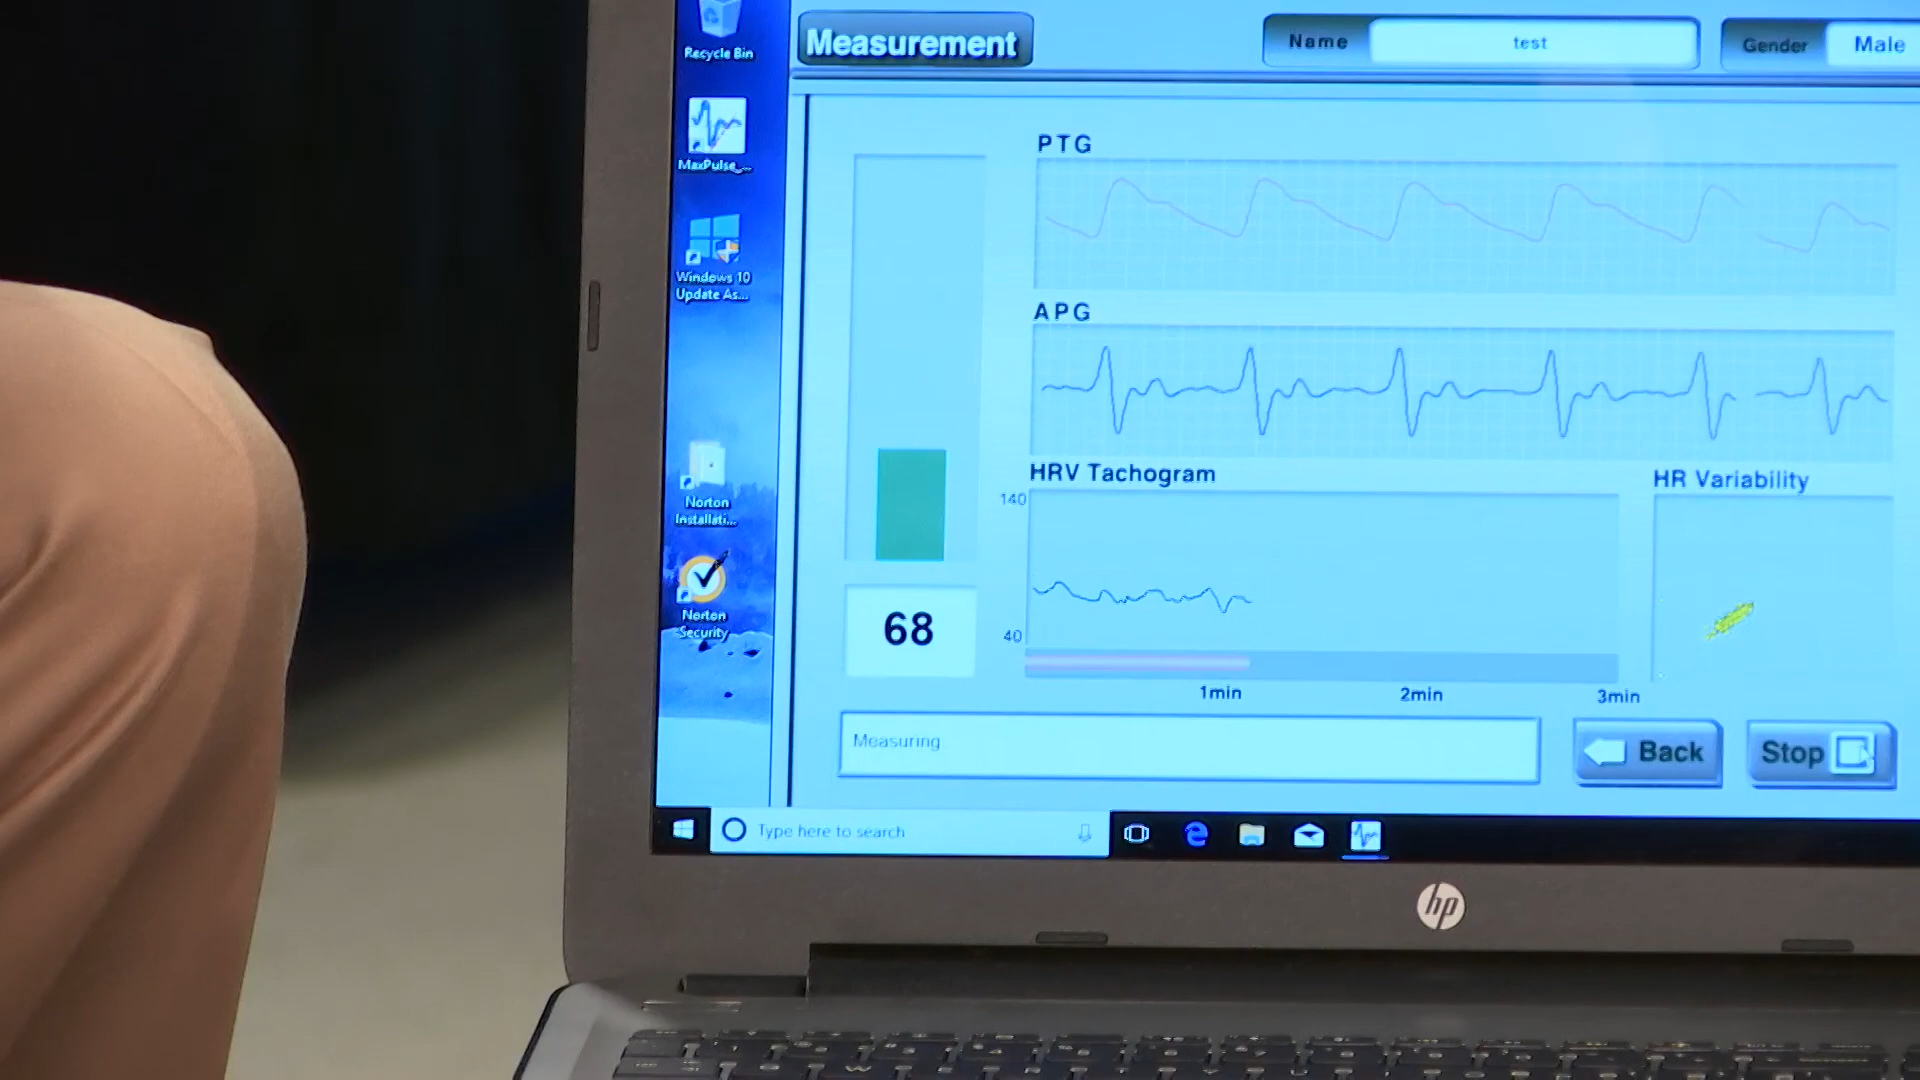 Recycle Bin
Measurement
Name
test
Gender
Male
MaxPulse_...
PTG
Windows 10
Update As...
APG
HRV Tachogram
HR Variability
140
40
Norton
Installati...
Norton
Security
68
1min
2min
3min
Measuring
Back
Stop
Type here to search
hp